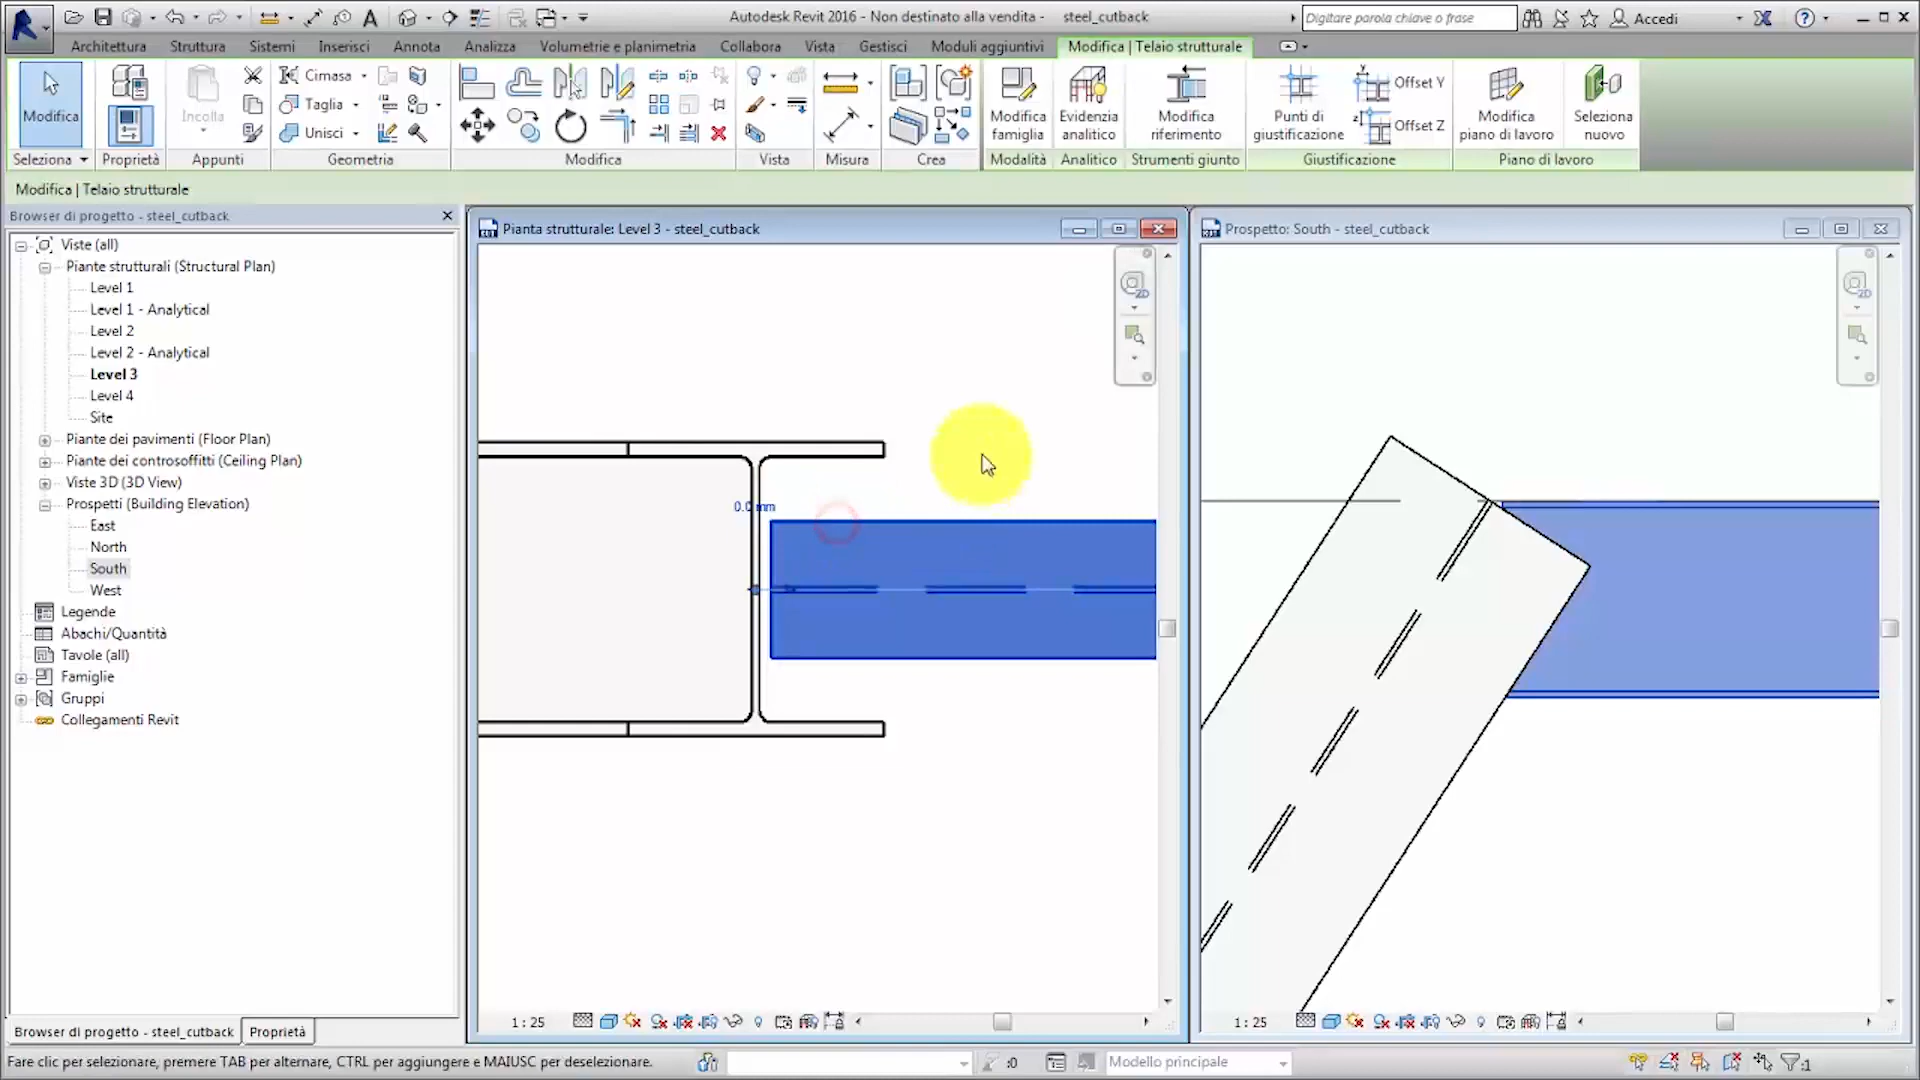 Autodesk Revit 2016 - Non destinato alla vendita - steel_cutback
Digitare parola chiave o frase
Accedi
Architettura Struttura Sistemi Inserisci Annota Analizza Volumetrie e planimetria Collabora Vista Gestisci Moduli aggiuntivi Modifica | Telaio strutturale
Modifica
Incolla
Cimasa
Taglia
Unisci
Modifica famiglia
Evidenzia analitico
Modifica riferimento
Punti di giustificazione
Offset Y
Offset Z
Modifica piano di lavoro
Seleziona nuovo
Seleziona Proprietà Appunti Geometria Modifica Vista Misura Crea Modalità Analitico Strumenti giunto Giustificazione Piano di lavoro
Modifica | Telaio strutturale
Browser di progetto - steel_cutback
Viste (all)
Piante strutturali (Structural Plan)
Level 1
Level 1 - Analytical
Level 2
Level 2 - Analytical
Level 3
Level 4
Site
Piante dei pavimenti (Floor Plan)
Piante dei controsoffitti (Ceiling Plan)
Viste 3D (3D View)
Prospetti (Building Elevation)
East
North
South
West
Legende
Abachi/Quantità
Tavole (all)
Famiglie
Gruppi
Collegamenti Revit
Browser di progetto - steel_cutback Proprietà
Pianta strutturale: Level 3 - steel_cutback
2D
0.0 mm
1 : 25
Prospetto: South - steel_cutback
2D
1 : 25
Fare clic per selezionare, premere TAB per alternare, CTRL per aggiungere e MAIUSC per deselezionare.
:0
Modello principale
:1